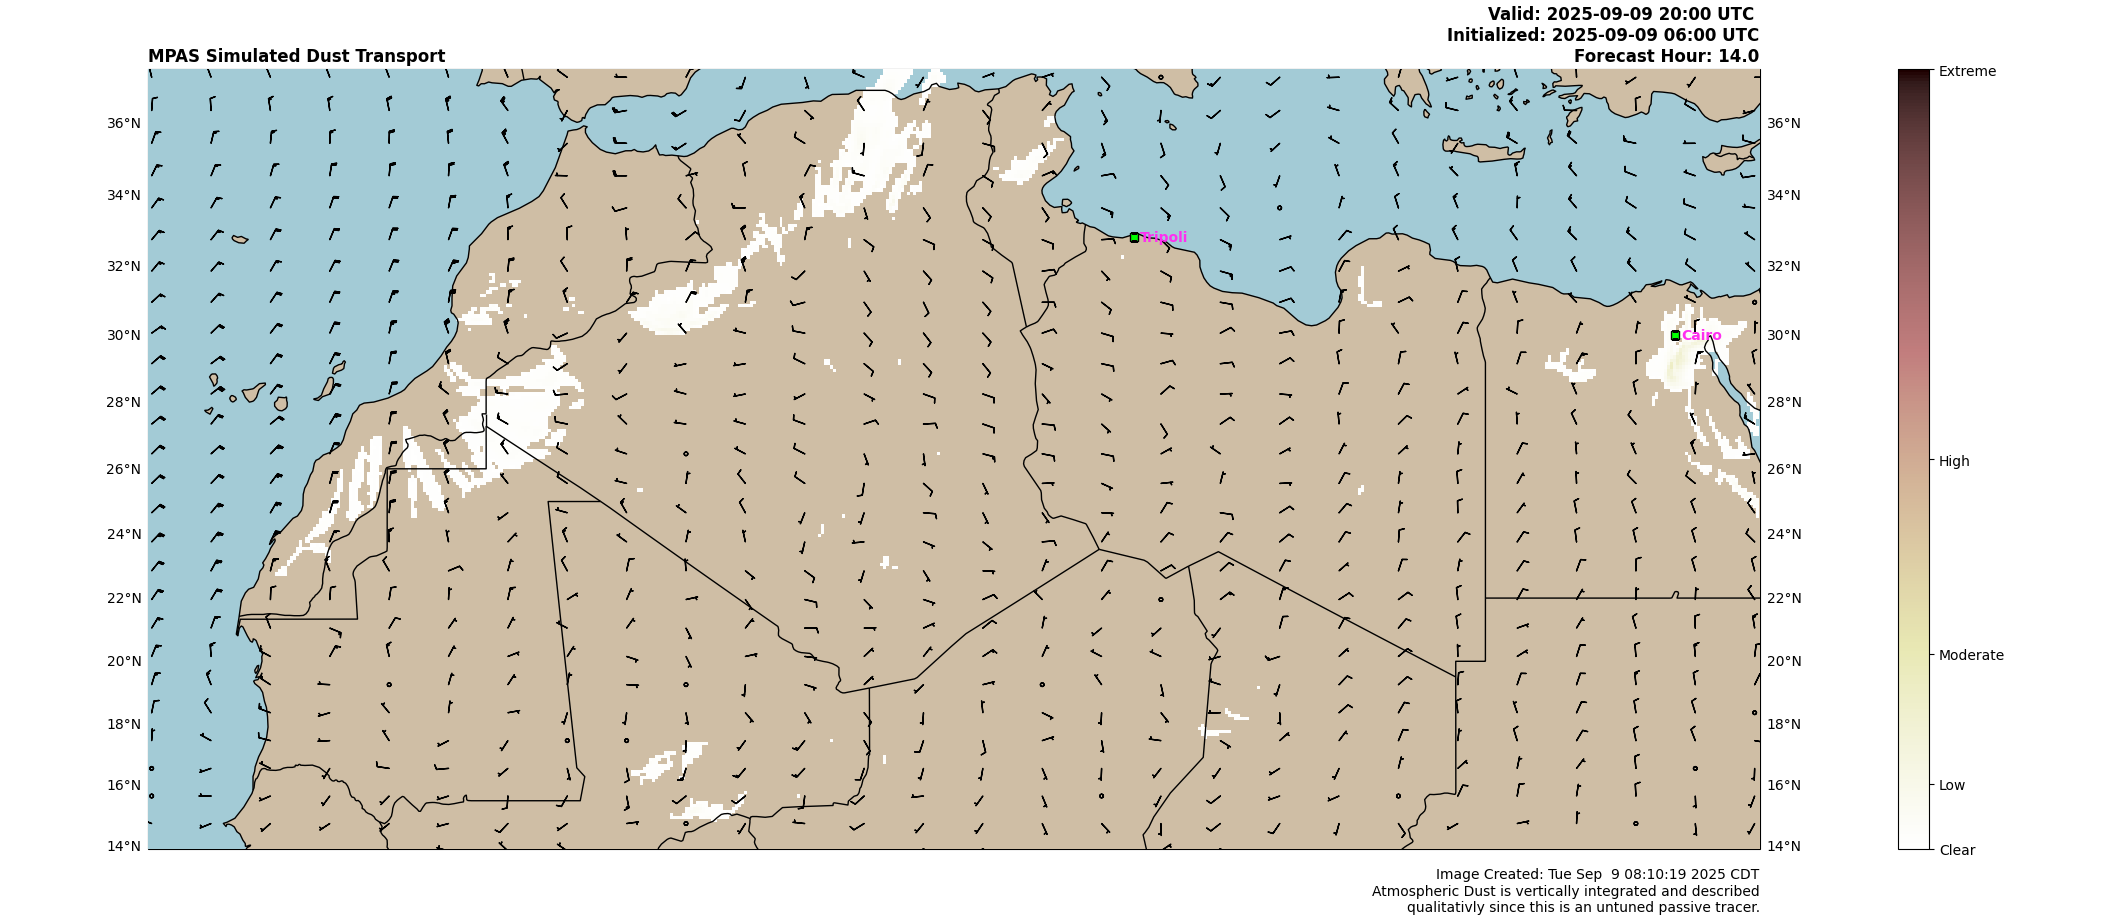 Valid: 2025-09-09 20:00 UTC
Initialized: 2025-09-09 06:00 UTC
MPAS Simulated Dust Transport
Forecast Hour: 14.0
Extreme
36°N
36°N
34°N
34°N
Tripoli
32°N
32°N
30°N
Cairo
30°N
28°N
28°N
26°N
26°N
High
24°N
24°N
22°N
22°N
20°N
20°N
Moderate
18°N
18°N
16°N
16°N
Low
14°N
14°N
Clear
Image Created: Tue Sep  9 08:10:19 2025 CDT
Atmospheric Dust is vertically integrated and described
qualitativly since this is an untuned passive tracer.